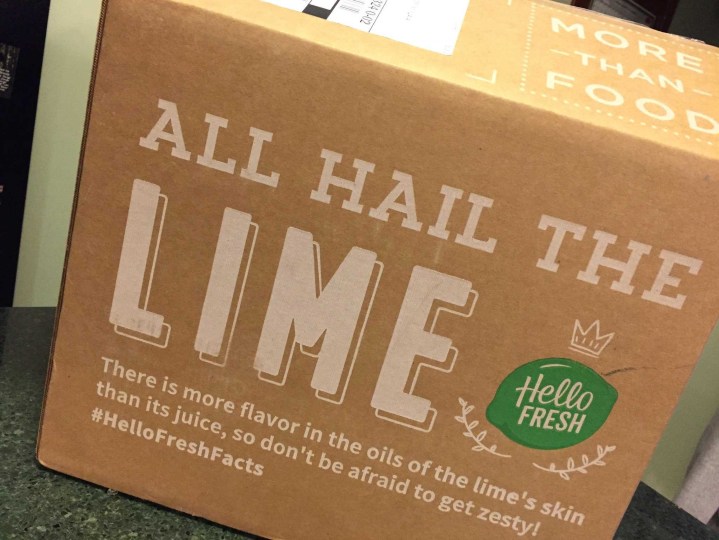 MORE
-THAN-
FOOD
ALL HAIL THE
LIME
Hello
FRESH
There is more flavor in the oils of the lime's skin
than its juice, so don't be afraid to get zesty!
#HelloFreshFacts